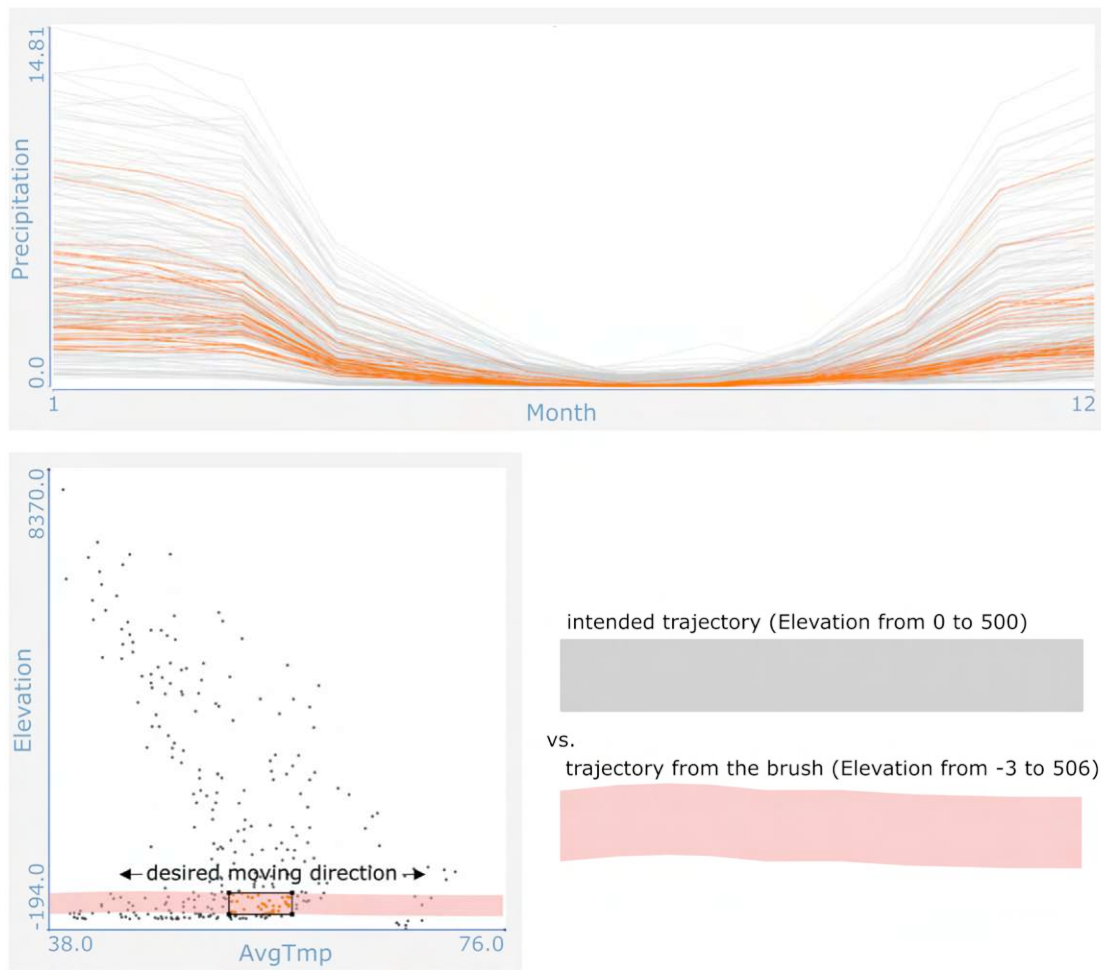 14.81
Precipitation
0.0
1
Month
12
8370.0
Elevation
-194.0
desired moving direction
38.0
AvgTmp
76.0
intended trajectory (Elevation from 0 to 500)
vs.
trajectory from the brush (Elevation from -3 to 506)